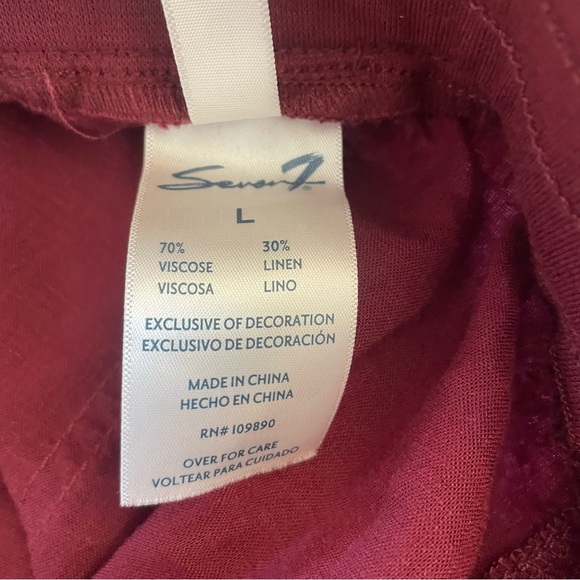 Seven7
L
70% 30%
VISCOSE LINEN
VISCOSA LINO
EXCLUSIVE OF DECORATION
EXCLUSIVO DE DECORACIÓN
MADE IN CHINA
HECHO EN CHINA
RN# 109890
OVER FOR CARE
VOLTEAR PARA CUIDADO